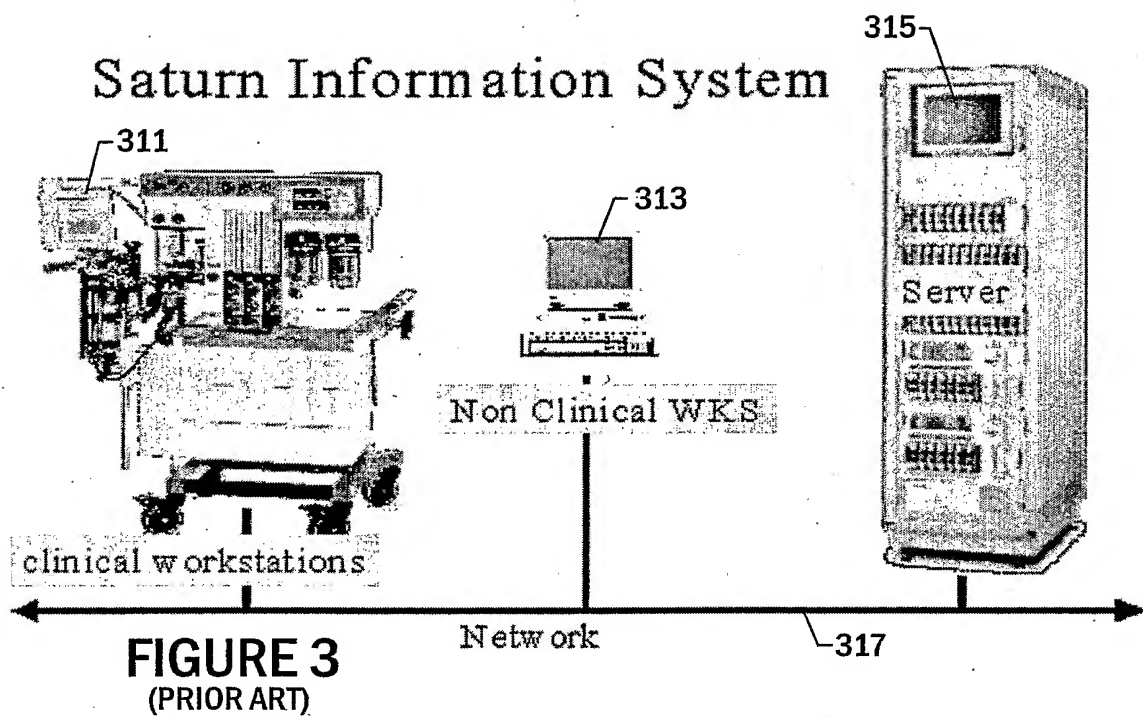 315
Saturn Information System
311
313
Server
Non Clinical WKS
clinical workstations
Network
317
FIGURE 3
(PRIOR ART)